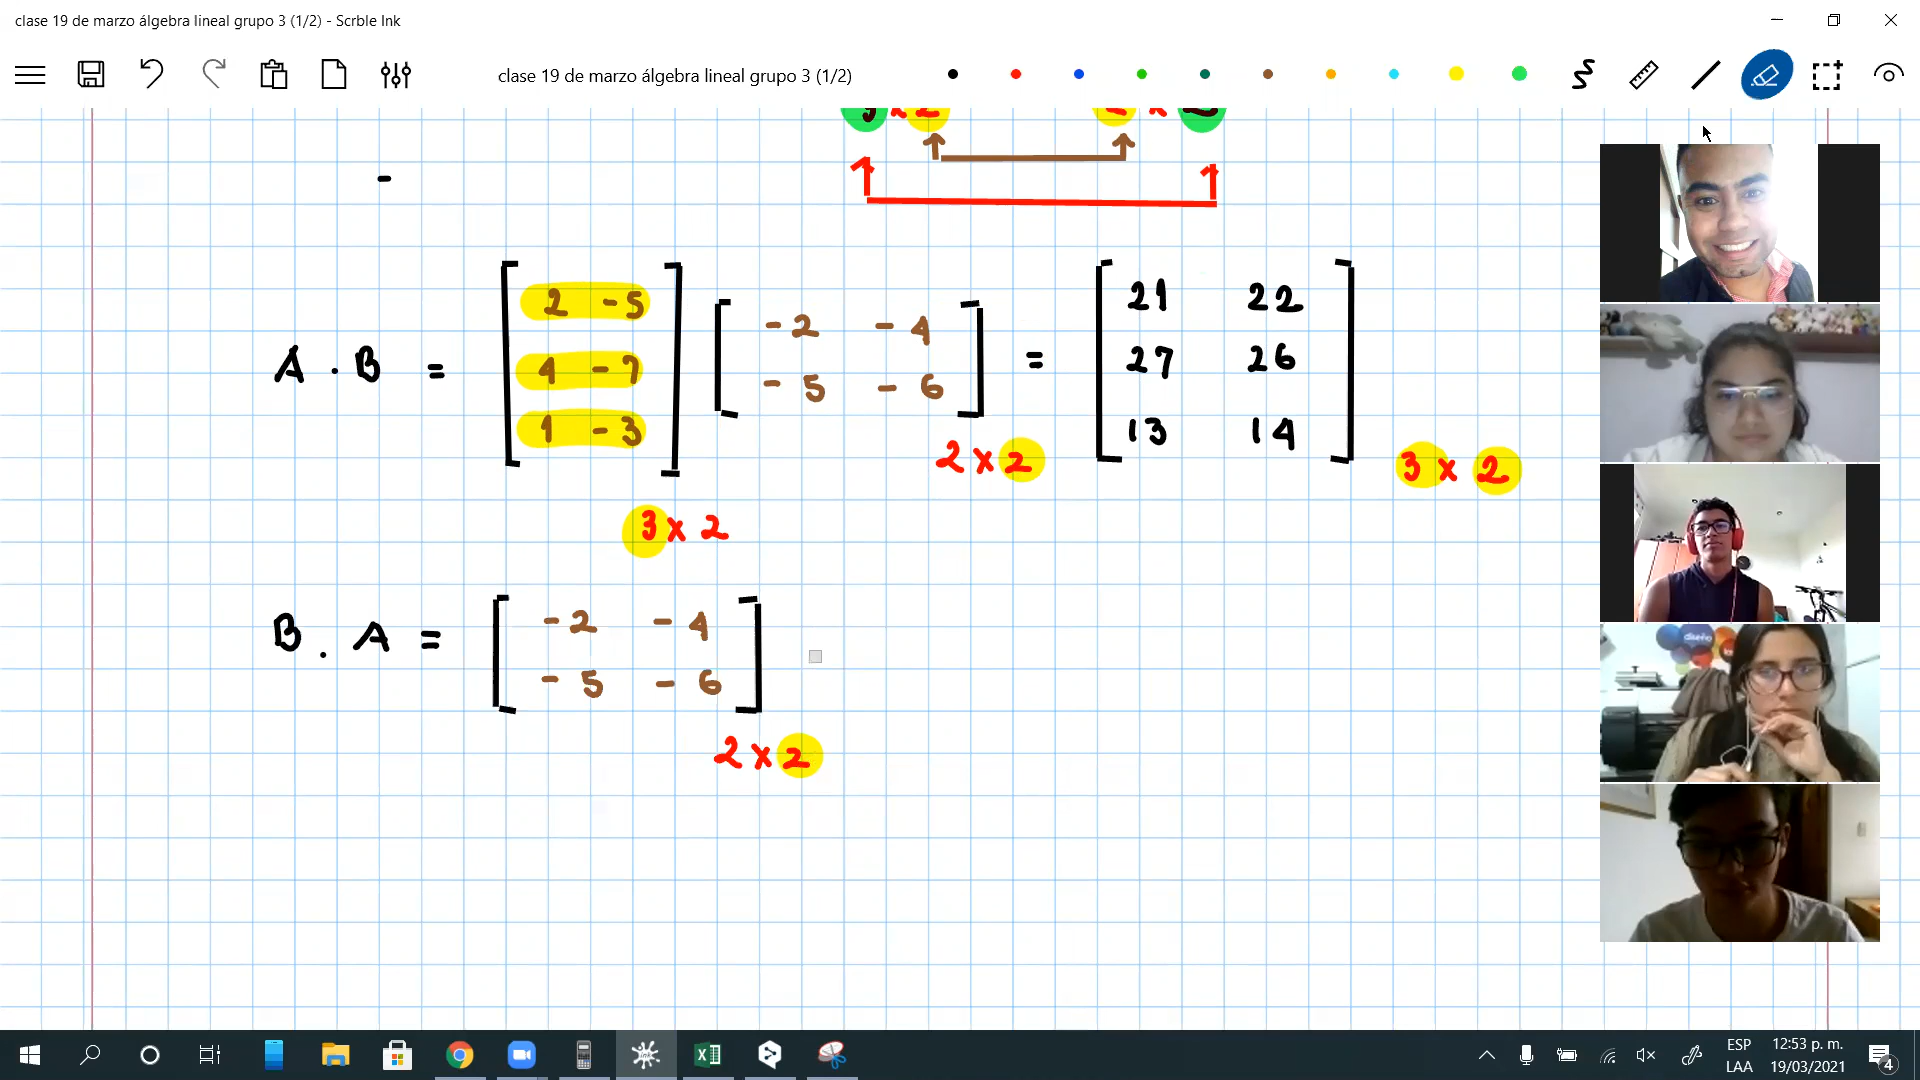 clase 19 de marzo álgebra lineal grupo 3 (1/2) - Scrble Ink
clase 19 de marzo álgebra lineal grupo 3 (1/2)
-
A . B = [ 2 -5 ] [ -2 -4 ] = [ 21 22 ]
[ 4 -7 ] [ -5 -6 ] [ 27 26 ]
[ 1 -3 ] [ 13 14 ]
2 x 2
3 x 2
3 x 2
B . A = [ -2 -4 ]
[ -5 -6 ]
2 x 2
diseño
ESP
LAA
12:53 p. m.
19/03/2021
4